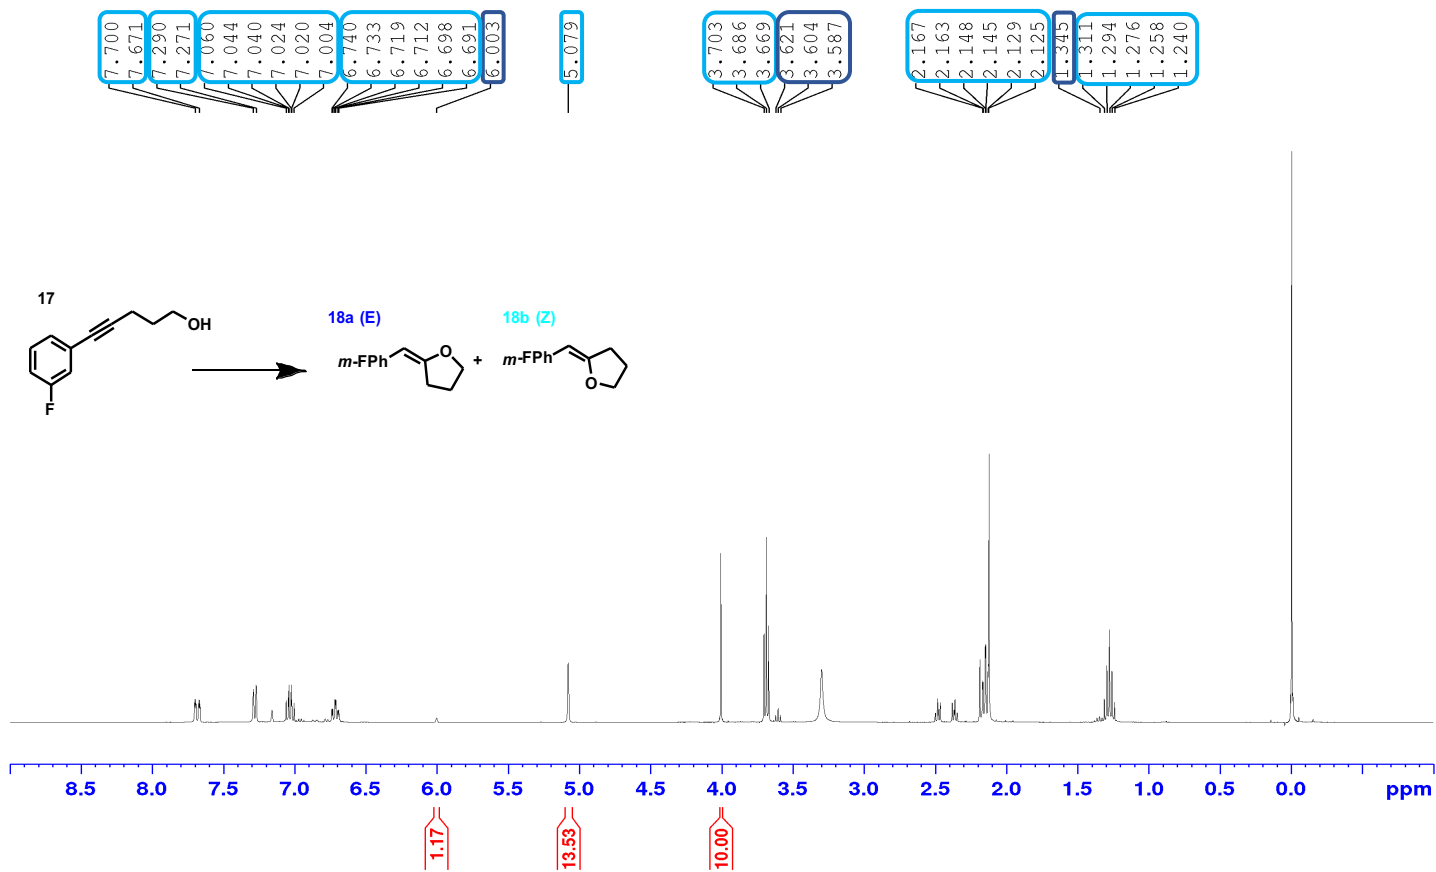 7.700 7.671 7.290 7.271 7.060 7.044 7.040 7.024 7.020 7.004 6.740 6.733 6.719 6.712 6.698 6.691 6.003 5.079 3.703 3.686 3.669 3.621 3.604 3.587 2.167 2.163 2.148 2.145 2.129 2.125 1.345 1.311 1.294 1.276 1.258 1.240
17
OH
F
18a (E)
18b (Z)
m-FPh
O
+
m-FPh
O
8.5 8.0 7.5 7.0 6.5 6.0 5.5 5.0 4.5 4.0 3.5 3.0 2.5 2.0 1.5 1.0 0.5 0.0 ppm
1.17 13.53 10.00